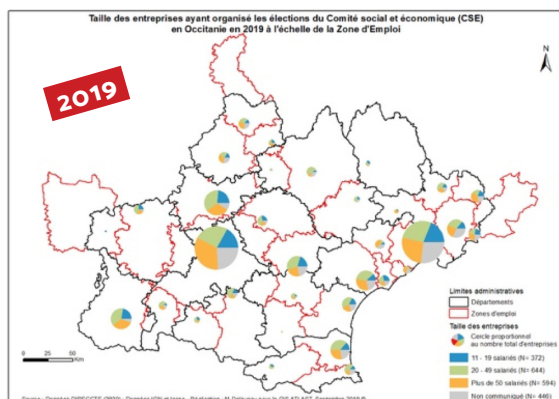 Taille des entreprises ayant organisé les élections du Comité social et économique (CSE)
en Occitanie en 2019 à l'échelle de la Zone d'Emploi
N
2019
Limites administratives
Départements
Zones d'emploi
Taille des entreprises
Cercle proportionnel
au nombre total d'entreprises
11 - 19 salariés (N= 372)
20 - 49 salariés (N= 644)
Plus de 50 salariés (N= 594)
Non communiqué (N= 446)
0 25 50
Km